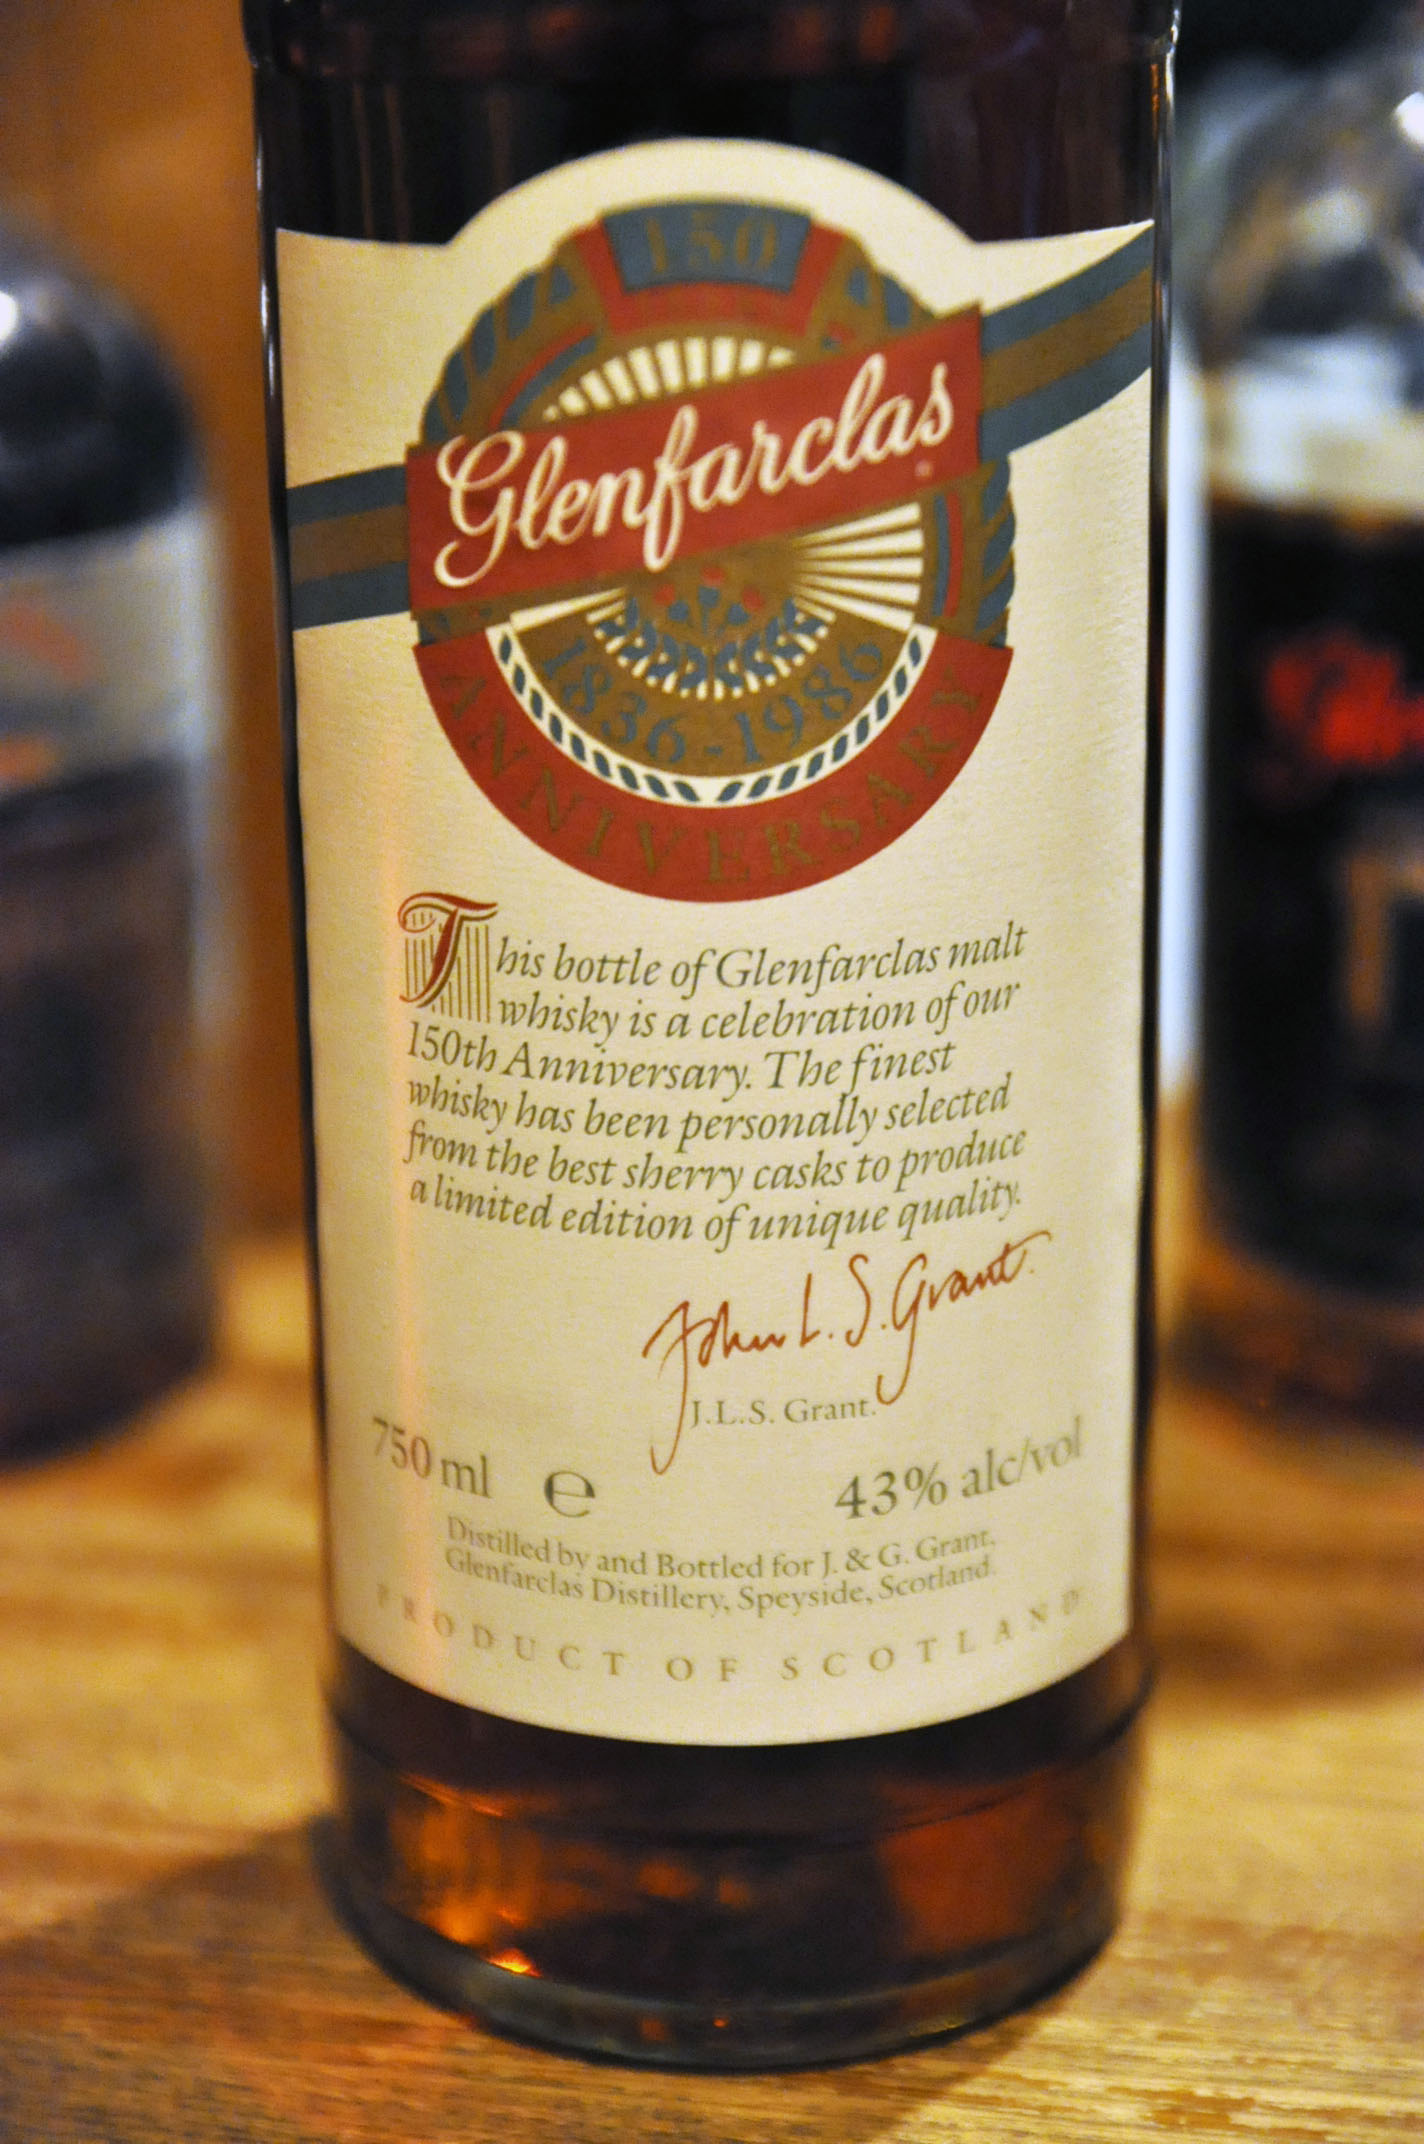 150
Glenfarclas
1836-1986
ANNIVERSARY
This bottle of Glenfarclas malt
whisky is a celebration of our
150th Anniversary. The finest
whisky has been personally selected
from the best sherry casks to produce
a limited edition of unique quality.
John L. S. Grant.
J.L.S. Grant.
750 ml e 43% alc/vol
Distilled by and Bottled for J. & G. Grant,
Glenfarclas Distillery, Speyside, Scotland.
PRODUCT OF SCOTLAND